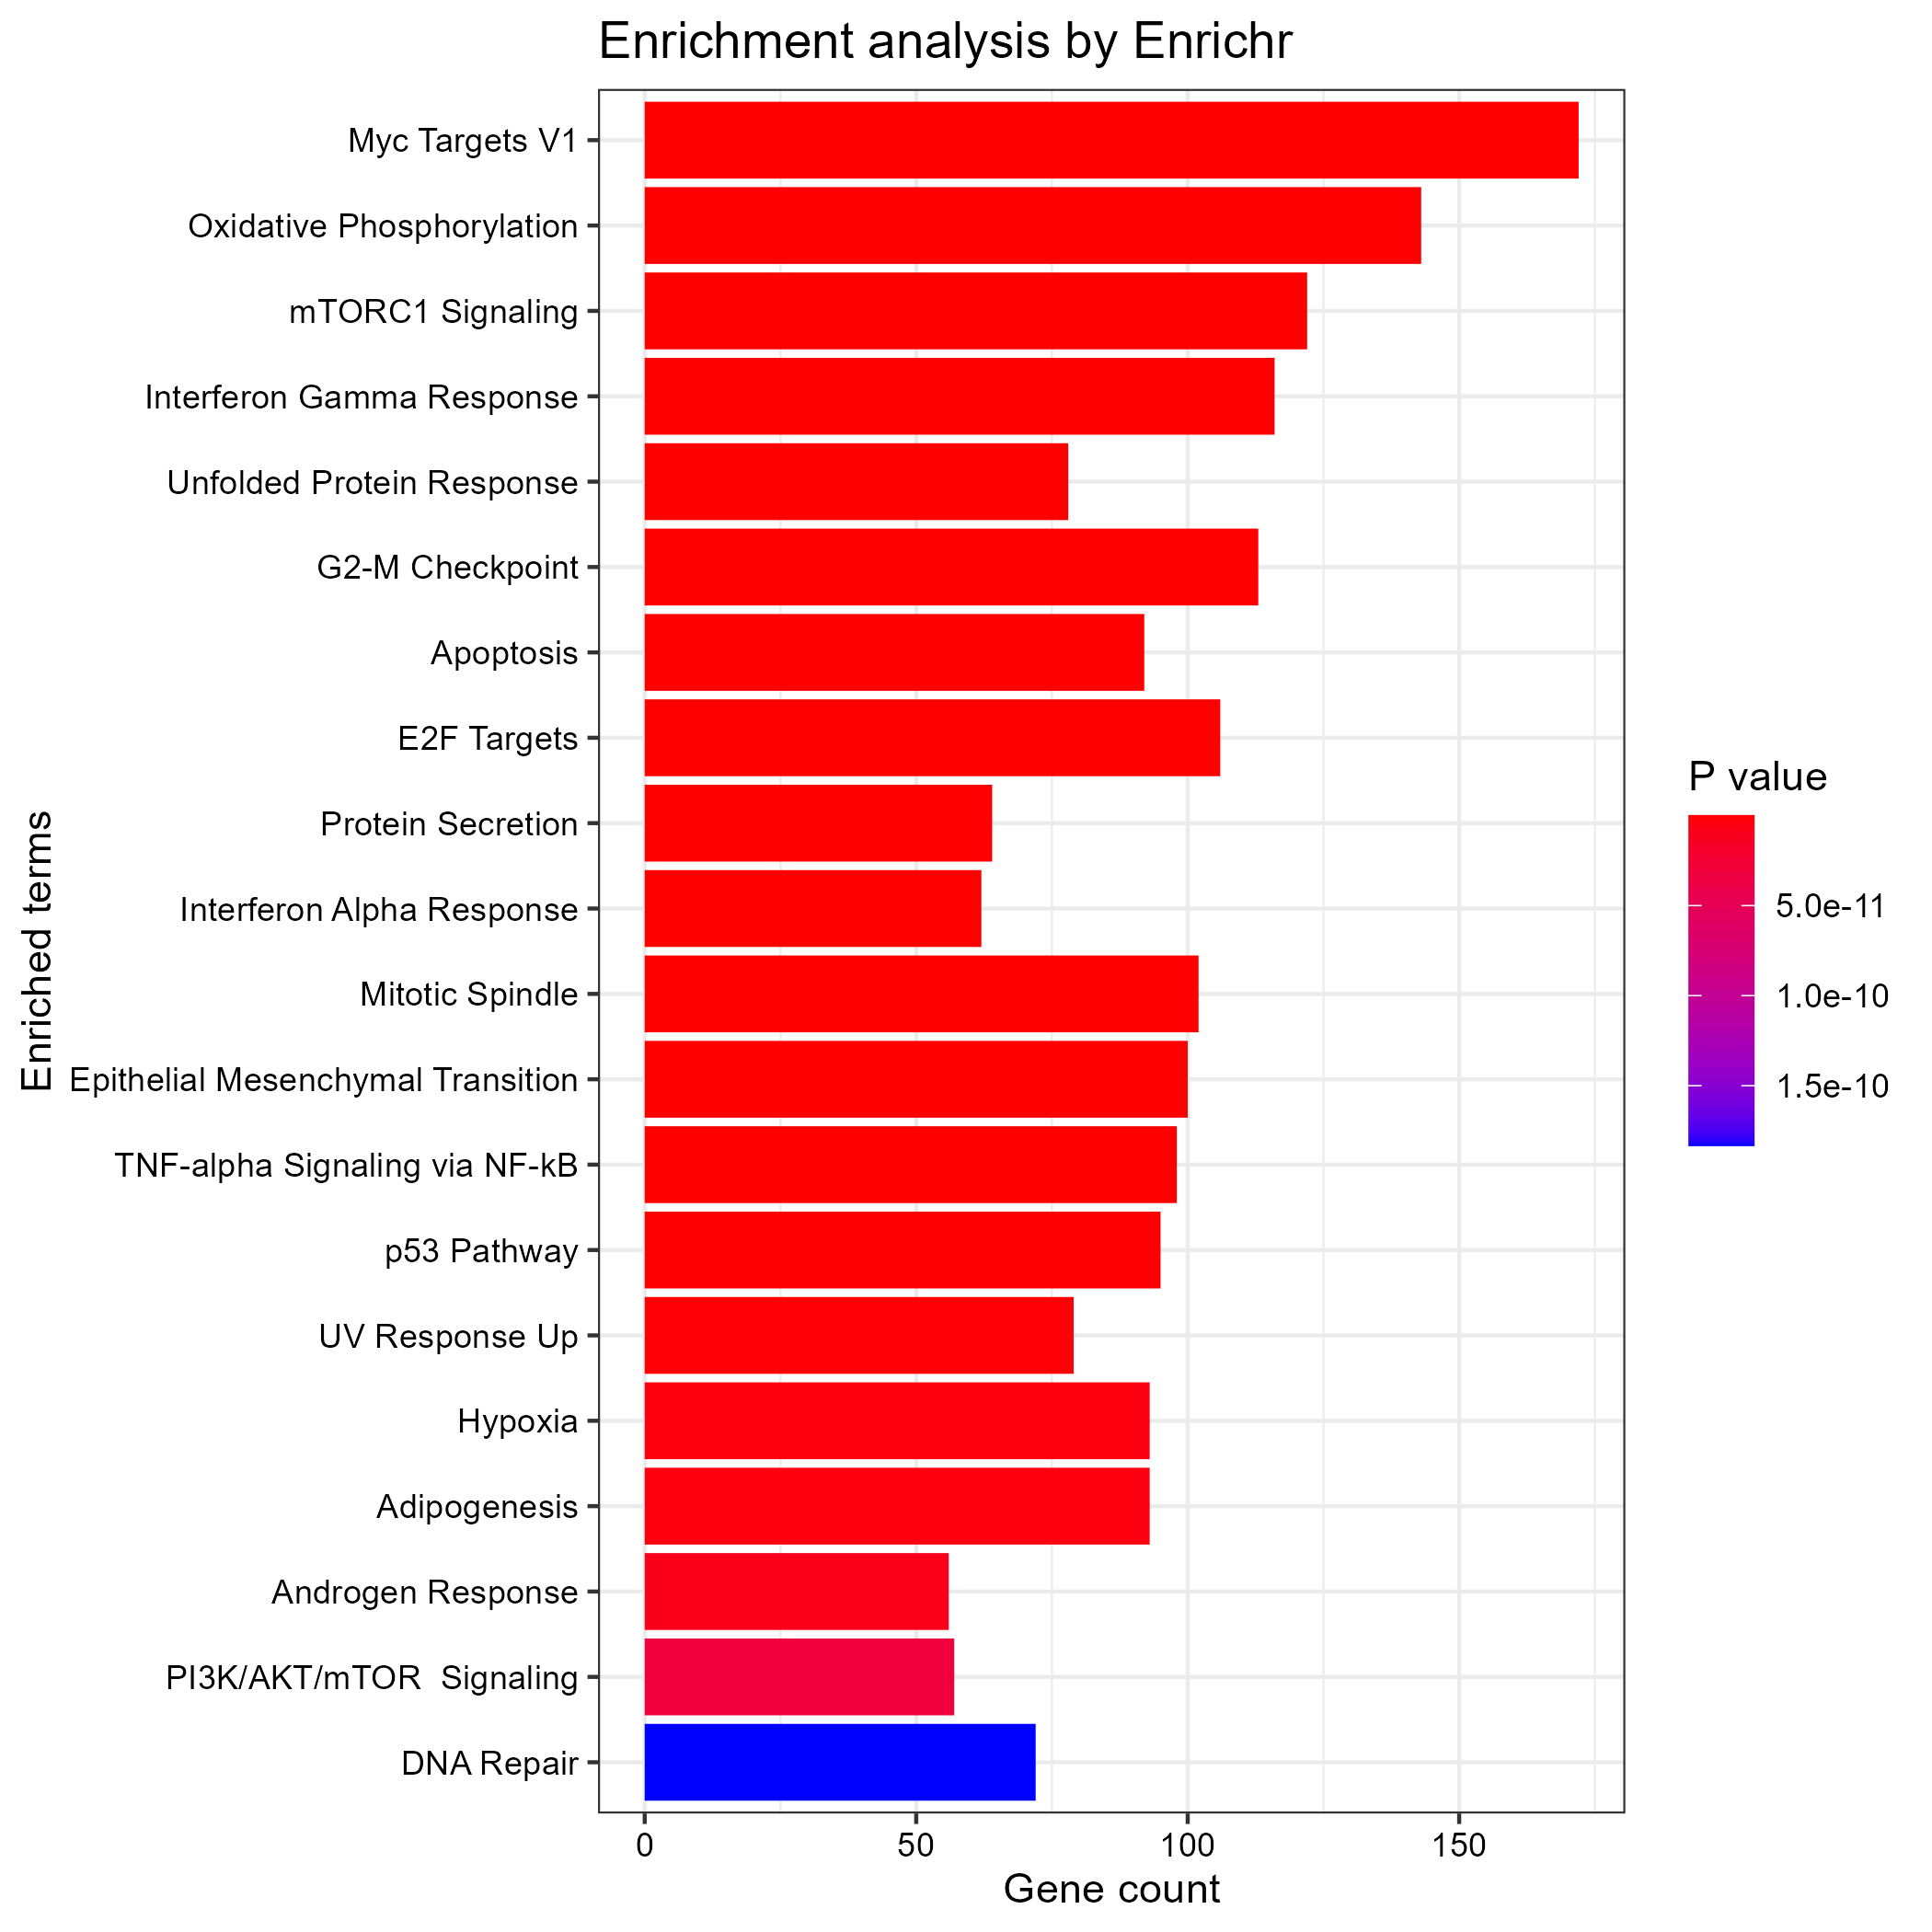 Enrichment analysis by Enrichr
Myc Targets V1
Oxidative Phosphorylation
mTORC1 Signaling
Interferon Gamma Response
Unfolded Protein Response
G2-M Checkpoint
Apoptosis
E2F Targets
Protein Secretion
Interferon Alpha Response
Mitotic Spindle
Epithelial Mesenchymal Transition
TNF-alpha Signaling via NF-kB
p53 Pathway
UV Response Up
Hypoxia
Adipogenesis
Androgen Response
PI3K/AKT/mTOR  Signaling
DNA Repair
Enriched terms
0 50 100 150
Gene count
P value
5.0e-11
1.0e-10
1.5e-10